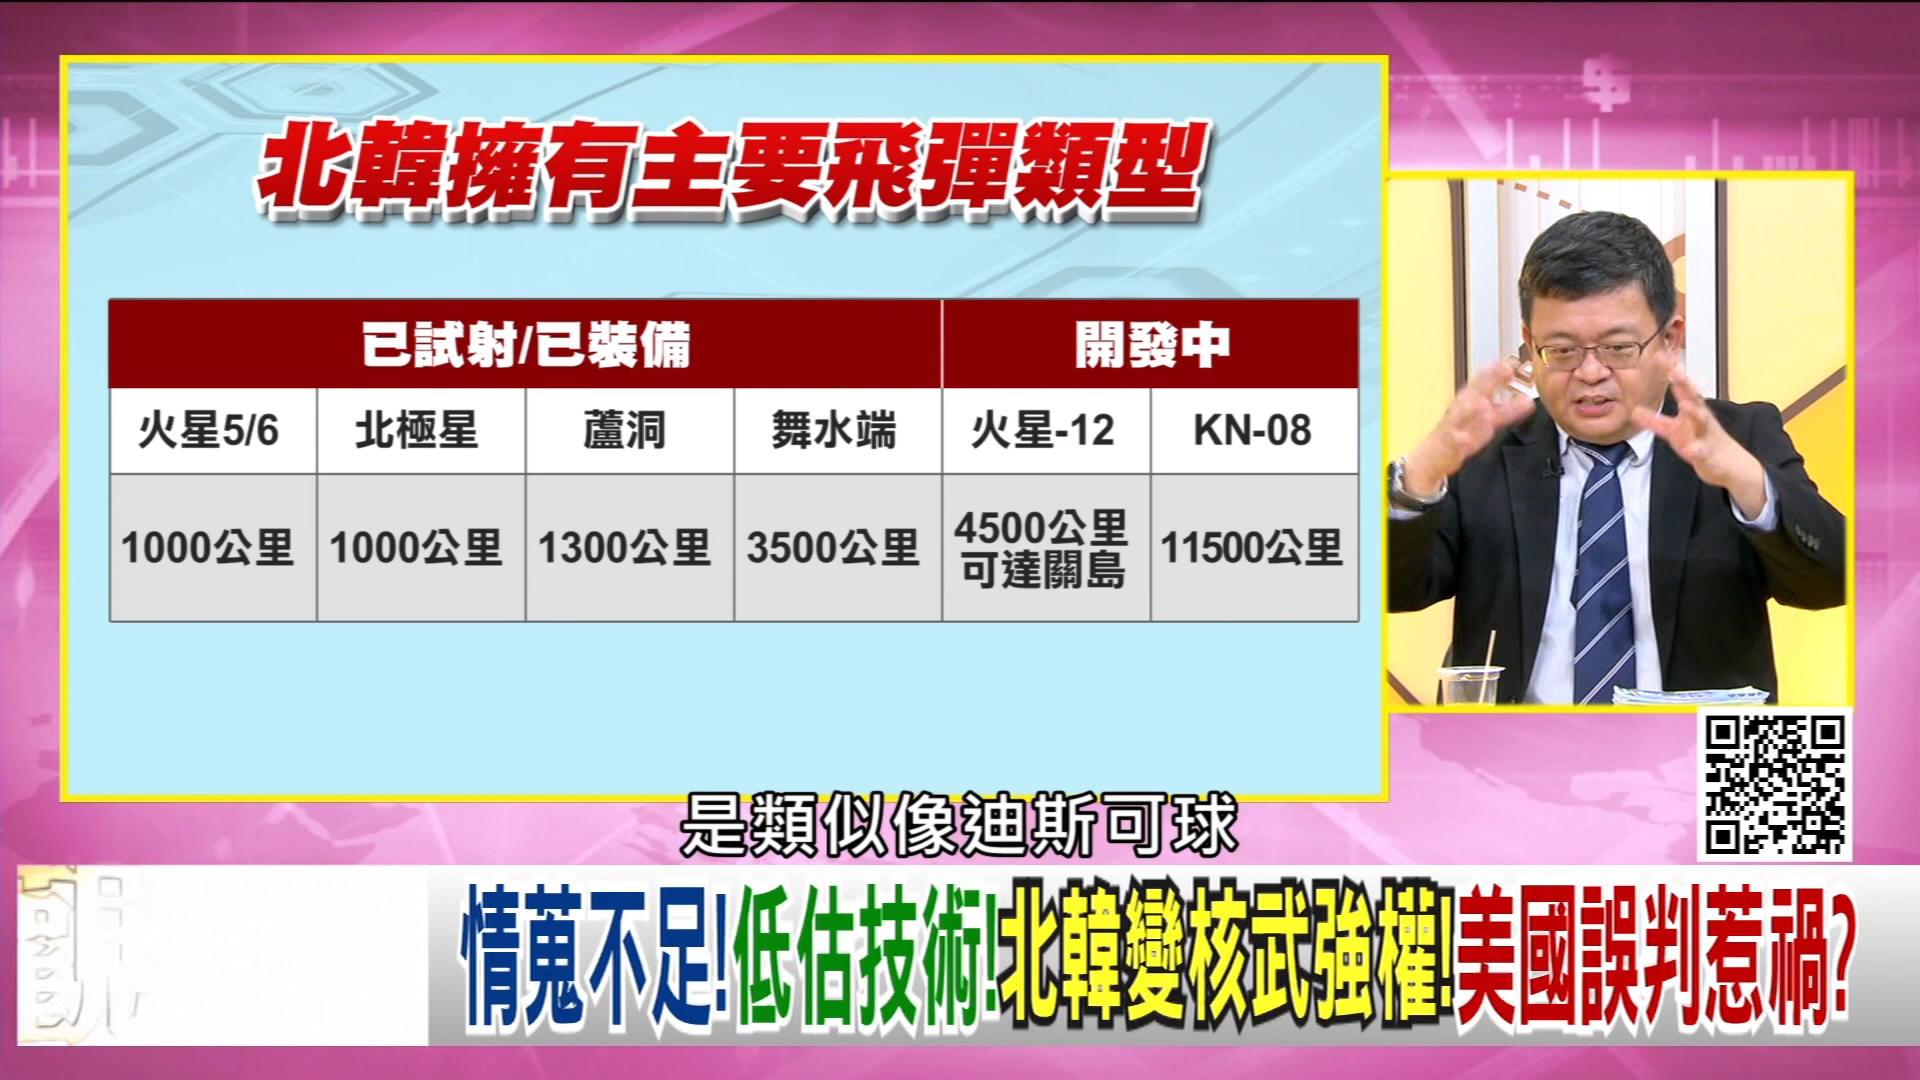 北韓擁有主要飛彈類型
已試射/已裝備 開發中
火星5/6 北極星 蘆洞 舞水端 火星-12 KN-08
1000公里 1000公里 1300公里 3500公里 4500公里 11500公里
可達關島
是類似像迪斯可球
情蒐不足!低估技術!北韓變核武強權!美國誤判惹禍?